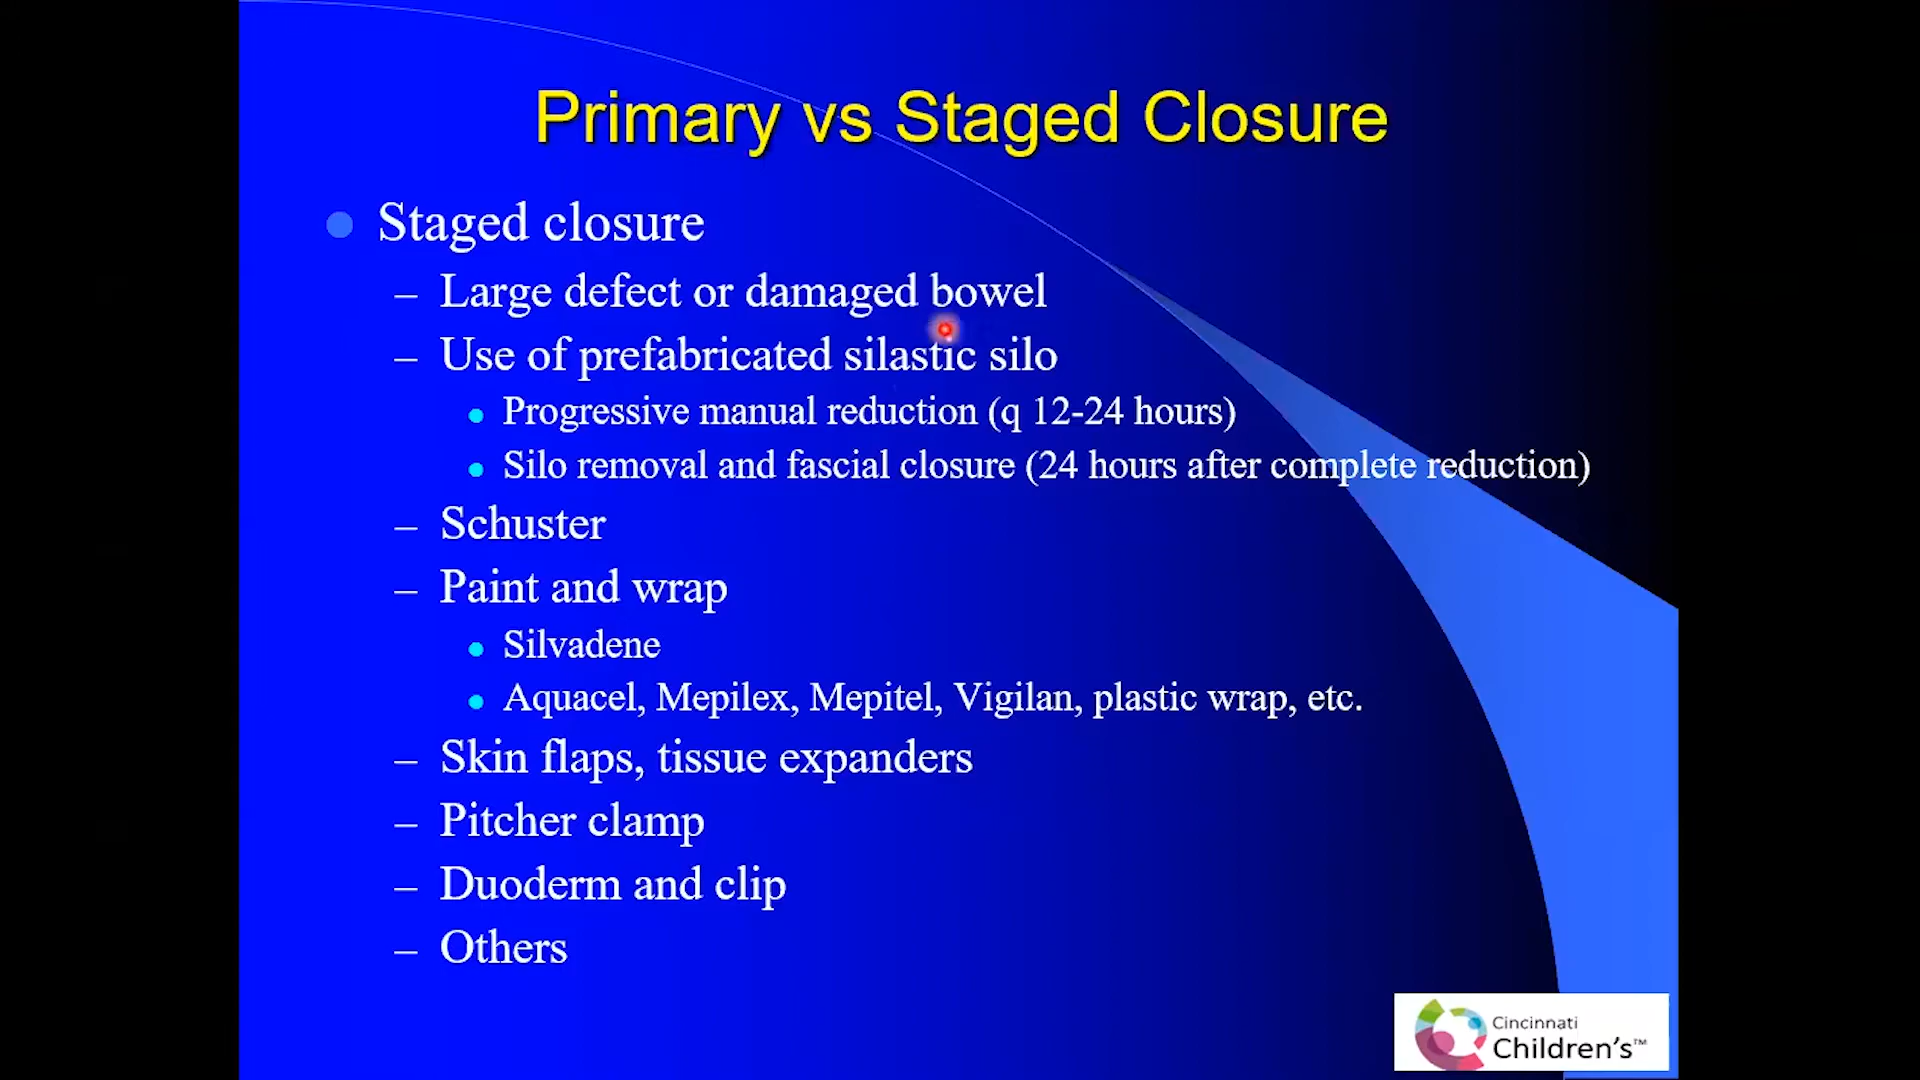 Primary vs Staged Closure
Staged closure
– Large defect or damaged bowel
– Use of prefabricated silastic silo
Progressive manual reduction (q 12-24 hours)
Silo removal and fascial closure (24 hours after complete reduction)
– Schuster
– Paint and wrap
Silvadene
Aquacel, Mepilex, Mepitel, Vigilan, plastic wrap, etc.
– Skin flaps, tissue expanders
– Pitcher clamp
– Duoderm and clip
– Others
Cincinnati
Children's™